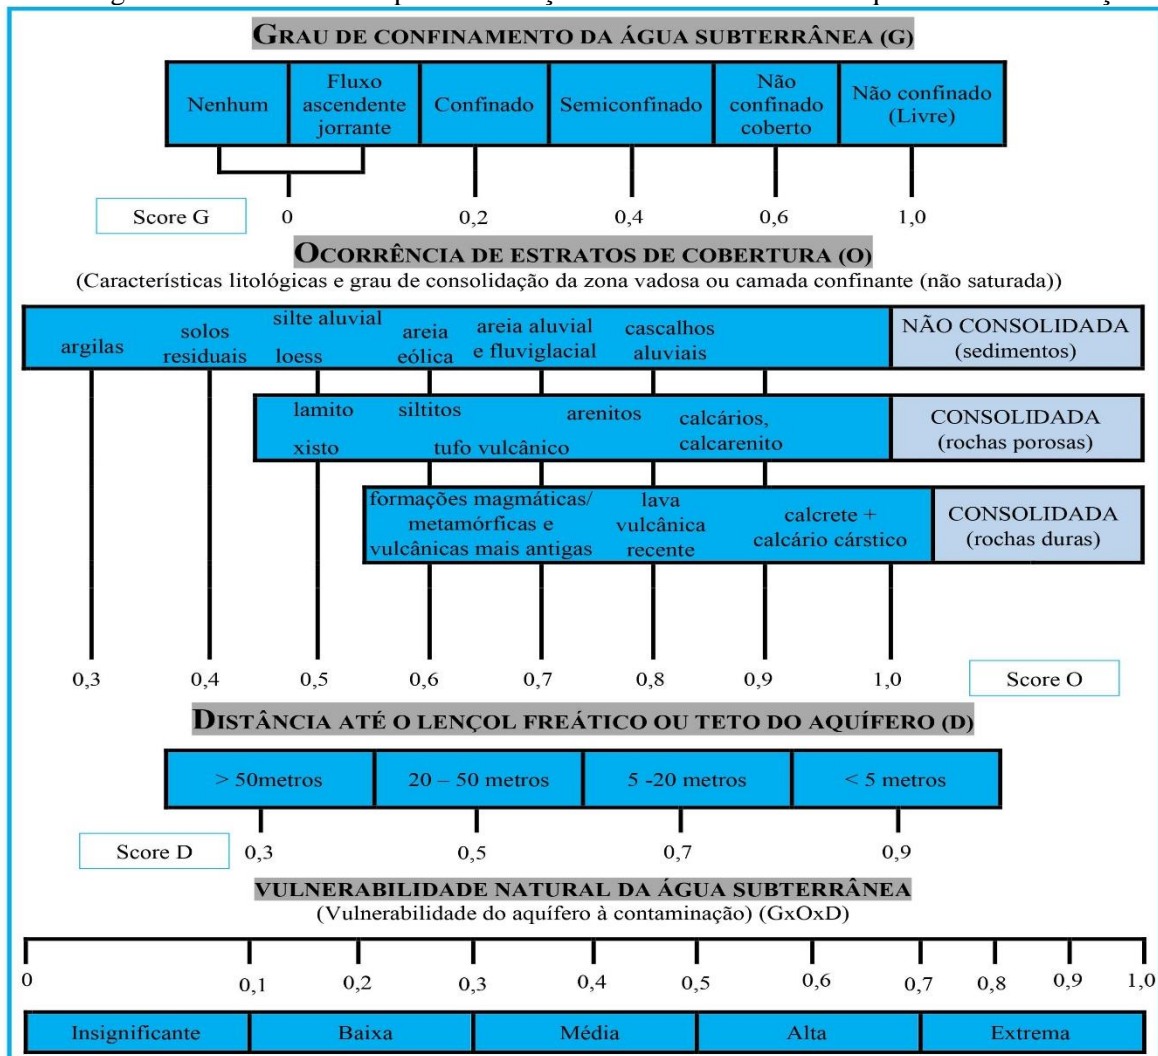 GRAU DE CONFINAMENTO DA ÁGUA SUBTERRÂNEA (G)
Nenhum
Fluxo
ascendente
jorrante
Confinado
Semiconfinado
Não
confinado
coberto
Não confinado
(Livre)
Score G
0
0,2
0,4
0,6
1,0
OCORRÊNCIA DE ESTRATOS DE COBERTURA (O)
(Características litológicas e grau de consolidação da zona vadosa ou camada confinante (não saturada))
argilas
solos
residuais
silte aluvial
loess
areia
eólica
areia aluvial
e fluviglacial
cascalhos
aluviais
NÃO CONSOLIDADA
(sedimentos)
lamito
xisto
siltitos
tufo vulcânico
arenitos
calcários,
calcarenito
CONSOLIDADA
(rochas porosas)
formações magmáticas/
metamórficas e
vulcânicas mais antigas
lava
vulcânica
recente
calcrete +
calcário cárstico
CONSOLIDADA
(rochas duras)
0,3
0,4
0,5
0,6
0,7
0,8
0,9
1,0
Score O
DISTÂNCIA ATÉ O LENÇOL FREÁTICO OU TETO DO AQUÍFERO (D)
> 50metros
20 – 50 metros
5 -20 metros
< 5 metros
Score D
0,3
0,5
0,7
0,9
VULNERABILIDADE NATURAL DA ÁGUA SUBTERRÂNEA
(Vulnerabilidade do aquífero à contaminação) (GxOxD)
0
0,1
0,2
0,3
0,4
0,5
0,6
0,7
0,8
0,9
1,0
Insignificante
Baixa
Média
Alta
Extrema